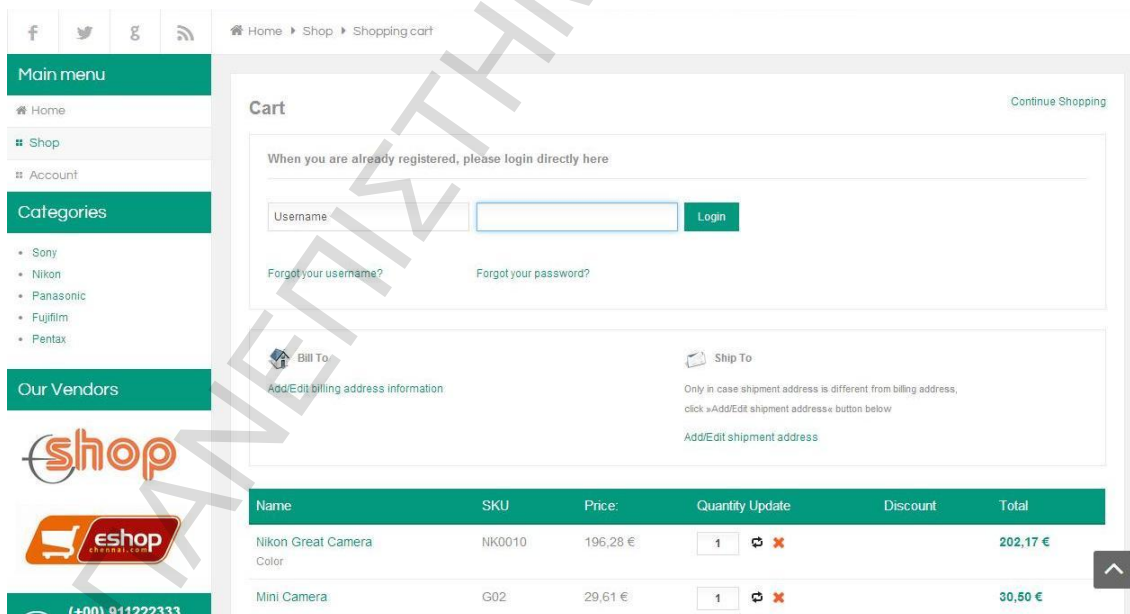 f
g
Home
Shop
Shopping cart
Main menu
Home
Shop
Account
Categories
Sony
Nikon
Panasonic
Fujifilm
Pentax
Our Vendors
eshop
eshop
chennai.com
(+00) 911222333
Cart
Continue Shopping
When you are already registered, please login directly here
Username
Login
Forgot your username?
Forgot your password?
Bill To
Add/Edit billing address information
Ship To
Only in case shipment address is different from billing address,
click »Add/Edit shipment address« button below
Add/Edit shipment address
Name SKU Price: Quantity Update Discount Total
Nikon Great Camera NK0010 196,28 € 1 202,17 €
Color
Mini Camera G02 29,61 € 1 30,50 €
ΠΑΝΕΠΙΣΤΗ